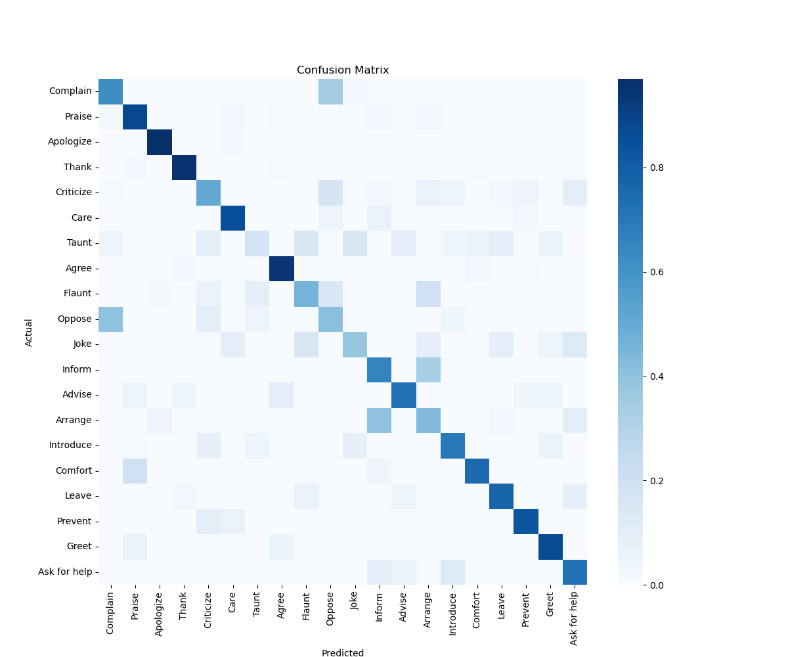 Confusion Matrix
Complain
Praise
Apologize
Thank
Criticize
Care
Taunt
Agree
Flaunt
Oppose
Joke
Inform
Advise
Arrange
Introduce
Comfort
Leave
Prevent
Greet
Ask for help
Actual
Complain
Praise
Apologize
Thank
Criticize
Care
Taunt
Agree
Flaunt
Oppose
Joke
Inform
Advise
Arrange
Introduce
Comfort
Leave
Prevent
Greet
Ask for help
Predicted
0.8
0.6
0.4
0.2
0.0